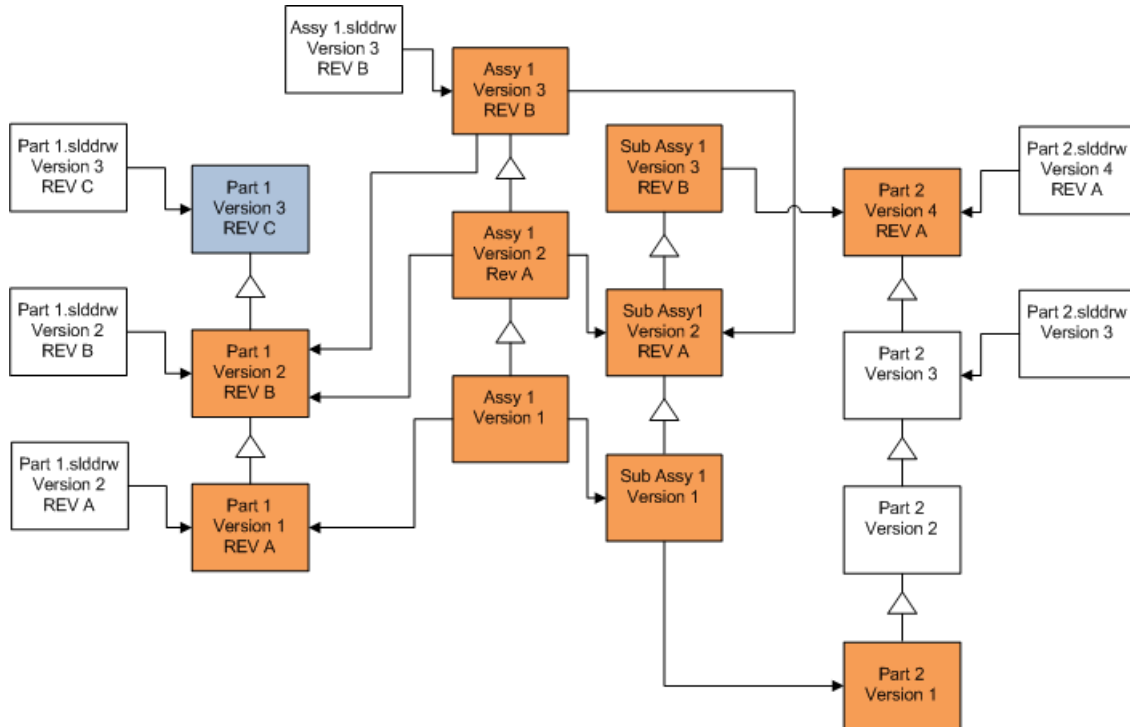 Assy 1.slddrw
Version 3
REV B
Assy 1
Version 3
REV B
Part 1.slddrw
Version 3
REV C
Part 1
Version 3
REV C
Sub Assy 1
Version 3
REV B
Part 2
Version 4
REV A
Part 2.slddrw
Version 4
REV A
Assy 1
Version 2
Rev A
Part 1.slddrw
Version 2
REV B
Part 1
Version 2
REV B
Sub Assy1
Version 2
REV A
Part 2
Version 3
Part 2.slddrw
Version 3
Assy 1
Version 1
Part 1.slddrw
Version 2
REV A
Part 1
Version 1
REV A
Sub Assy 1
Version 1
Part 2
Version 2
Part 2
Version 1